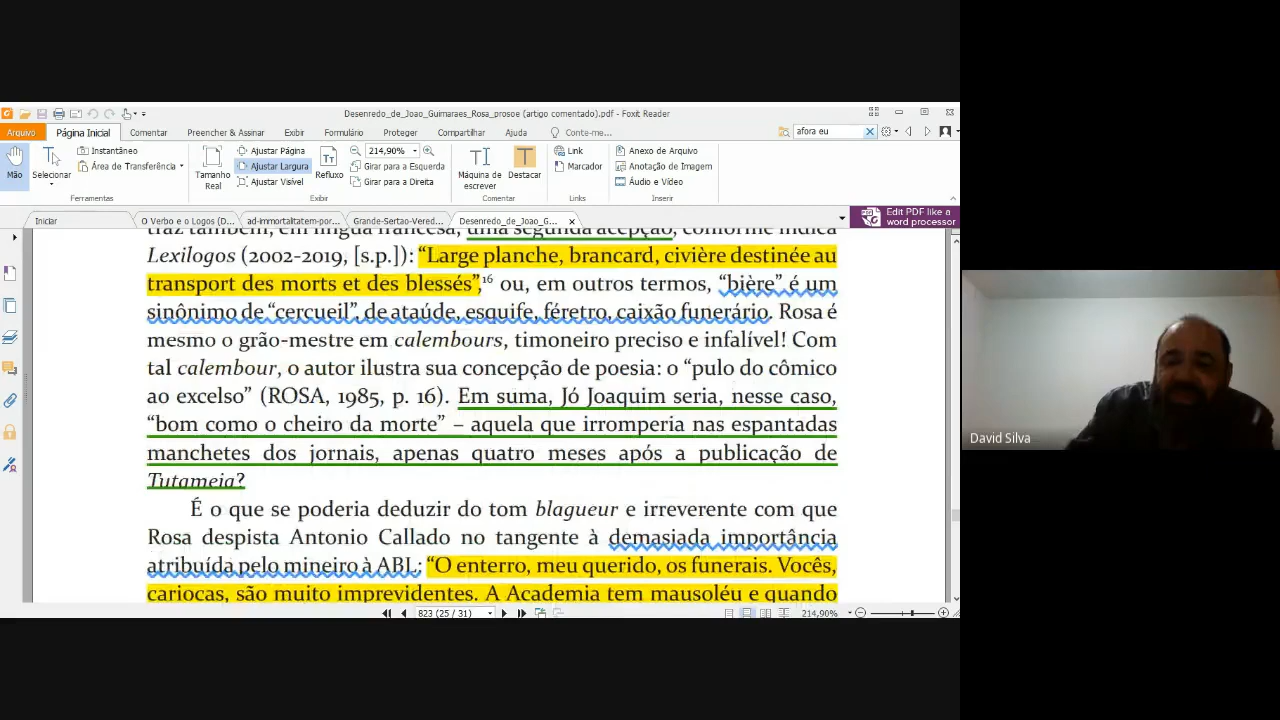 Desenredo_de_Joao_Guimaraes_Rosa_prosoe (artigo comentado).pdf - Foxit Reader
Arquivo Página Inicial Comentar Preencher & Assinar Exibir Formulário Proteger Compartilhar Ajuda Conte-me... afora eu
Mão Selecionar Instantâneo Área de Transferência
Ferramentas
Tamanho Real Ajustar Página Ajustar Largura Ajustar Visível Refluxo 214,90% Girar para a Esquerda Girar para a Direita
Exibir
Máquina de escrever Destacar
Comentar
Link Marcador
Links
Anexo de Arquivo Anotação de Imagem Áudio e Vídeo
Inserir
Iniciar O Verbo e o Logos (D... ad-immortalitatem-por... Grande-Sertao-Vered... Desenredo_de_Joao_G... Edit PDF like a word processor
traz também, em língua francesa, uma segunda acepção, conforme indica
Lexilogos (2002-2019, [s.p.]): “Large planche, brancard, civière destinée au
transport des morts et des blessés”,16 ou, em outros termos, “bière” é um
sinônimo de “cercueil”, de ataúde, esquife, féretro, caixão funerário. Rosa é
mesmo o grão-mestre em calembours, timoneiro preciso e infalível! Com
tal calembour, o autor ilustra sua concepção de poesia: o “pulo do cômico
ao excelso” (ROSA, 1985, p. 16). Em suma, Jó Joaquim seria, nesse caso,
“bom como o cheiro da morte” – aquela que irromperia nas espantadas
manchetes dos jornais, apenas quatro meses após a publicação de
Tutameia?
É o que se poderia deduzir do tom blagueur e irreverente com que
Rosa despista Antonio Callado no tangente à demasiada importância
atribuída pelo mineiro à ABL: “O enterro, meu querido, os funerais. Vocês,
cariocas, são muito imprevidentes. A Academia tem mausoléu e quando
823 (25 / 31) 214,90%
David Silva